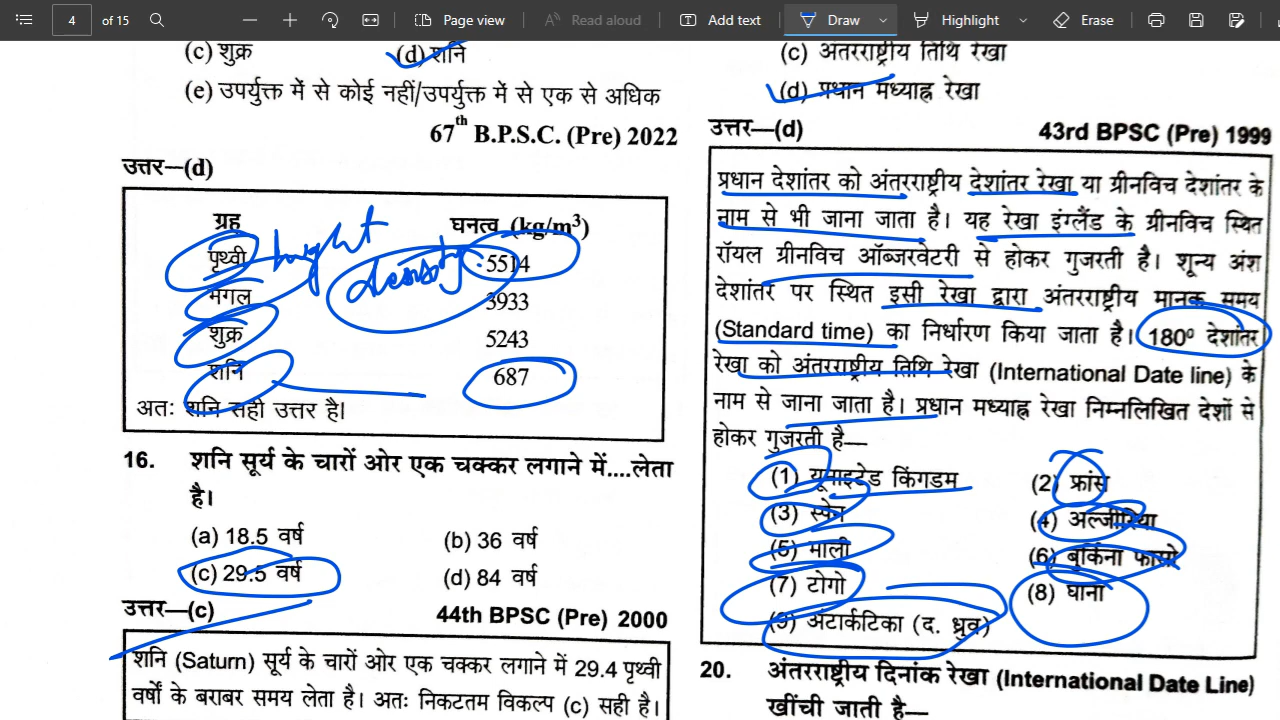 4 of 15 Page view Read aloud Add text Draw Highlight Erase
(c) शुक्र (d) शनि
(e) उपर्युक्त में से कोई नहीं/उपर्युक्त में से एक से अधिक
67th B.P.S.C. (Pre) 2022
उत्तर—(d)
ग्रह घनत्व (kg/m³)
पृथ्वी 5514
मंगल 3933
शुक्र 5243
शनि 687
density
अतः शनि सही उत्तर है।
16. शनि सूर्य के चारों ओर एक चक्कर लगाने में....लेता
है।
(a) 18.5 वर्ष (b) 36 वर्ष
(c) 29.5 वर्ष (d) 84 वर्ष
उत्तर—(c) 44th BPSC (Pre) 2000
शनि (Saturn) सूर्य के चारों ओर एक चक्कर लगाने में 29.4 पृथ्वी
वर्षों के बराबर समय लेता है। अतः निकटतम विकल्प (c) सही है।
(c) अंतरराष्ट्रीय तिथि रेखा
(d) प्रधान मध्याह्न रेखा
उत्तर—(d) 43rd BPSC (Pre) 1999
प्रधान देशांतर को अंतरराष्ट्रीय देशांतर रेखा या ग्रीनविच देशांतर के
नाम से भी जाना जाता है। यह रेखा इंग्लैंड के ग्रीनविच स्थित
रॉयल ग्रीनविच ऑब्जरवेटरी से होकर गुजरती है। शून्य अंश
देशांतर पर स्थित इसी रेखा द्वारा अंतरराष्ट्रीय मानक समय
(Standard time) का निर्धारण किया जाता है। 180° देशांतर
रेखा को अंतरराष्ट्रीय तिथि रेखा (International Date line) के
नाम से जाना जाता है। प्रधान मध्याह्न रेखा निम्नलिखित देशों से
होकर गुजरती है—
(1) यूनाइटेड किंगडम (2) फ्रांस
(3) स्पेन (4) अल्जीरिया
(5) माली (6) बुर्किना फासो
(7) टोगो (8) घाना
(9) अंटार्कटिका (द. ध्रुव)
20. अंतरराष्ट्रीय दिनांक रेखा (International Date Line)
खींची जाती है—